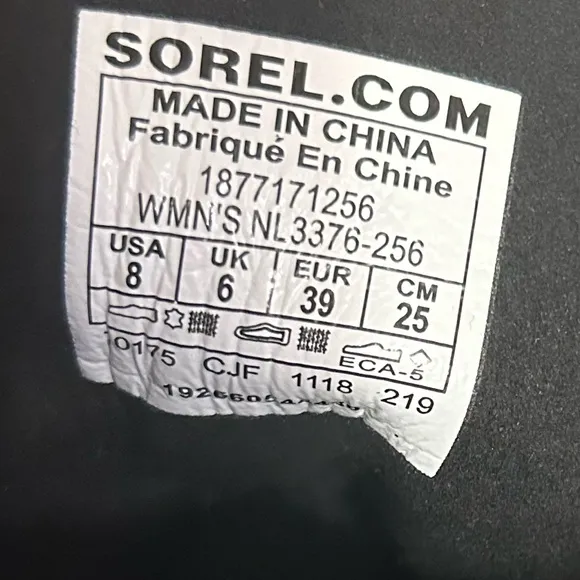 SOREL.COM
MADE IN CHINA
Fabriqué En Chine
1877171256
WMN'S NL3376-256
USA UK EUR CM
8 6 39 25
ECA-5
10175 CJF 1118 219